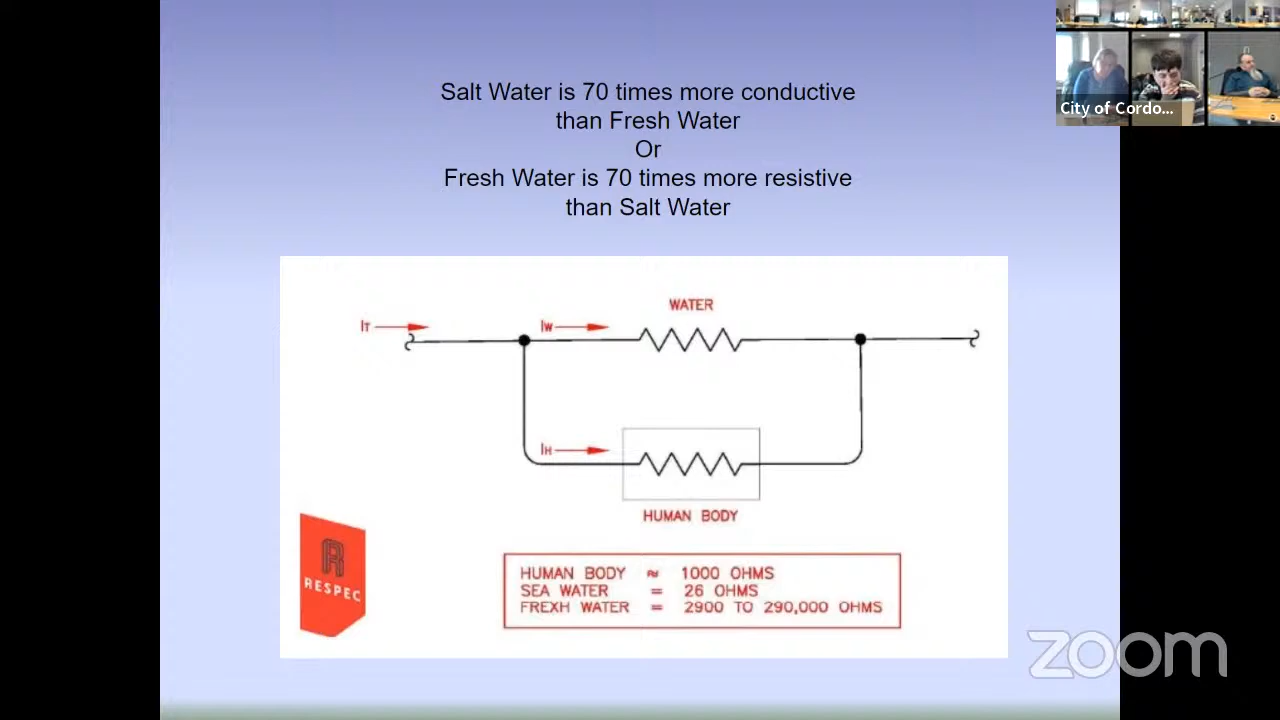 Salt Water is 70 times more conductive
than Fresh Water
Or
Fresh Water is 70 times more resistive
than Salt Water
City of Cordo...
WATER
IT
IW
IH
HUMAN BODY
R
RESPEC
HUMAN BODY ≈ 1000 OHMS
SEA WATER = 26 OHMS
FREXH WATER = 2900 TO 290,000 OHMS
zoom